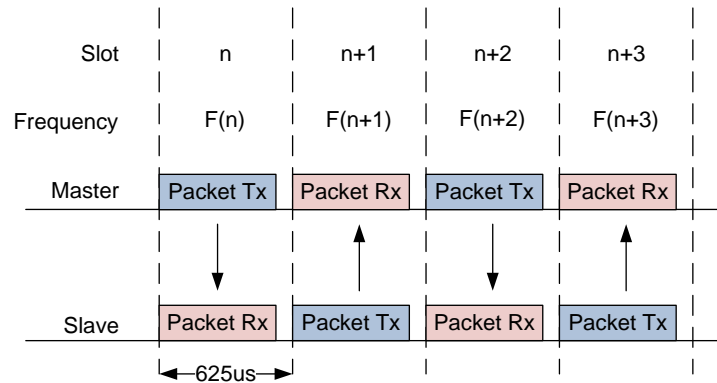 Slot n n+1 n+2 n+3
Frequency F(n) F(n+1) F(n+2) F(n+3)
Master Packet Tx Packet Rx Packet Tx Packet Rx
Slave Packet Rx Packet Tx Packet Rx Packet Tx
625us